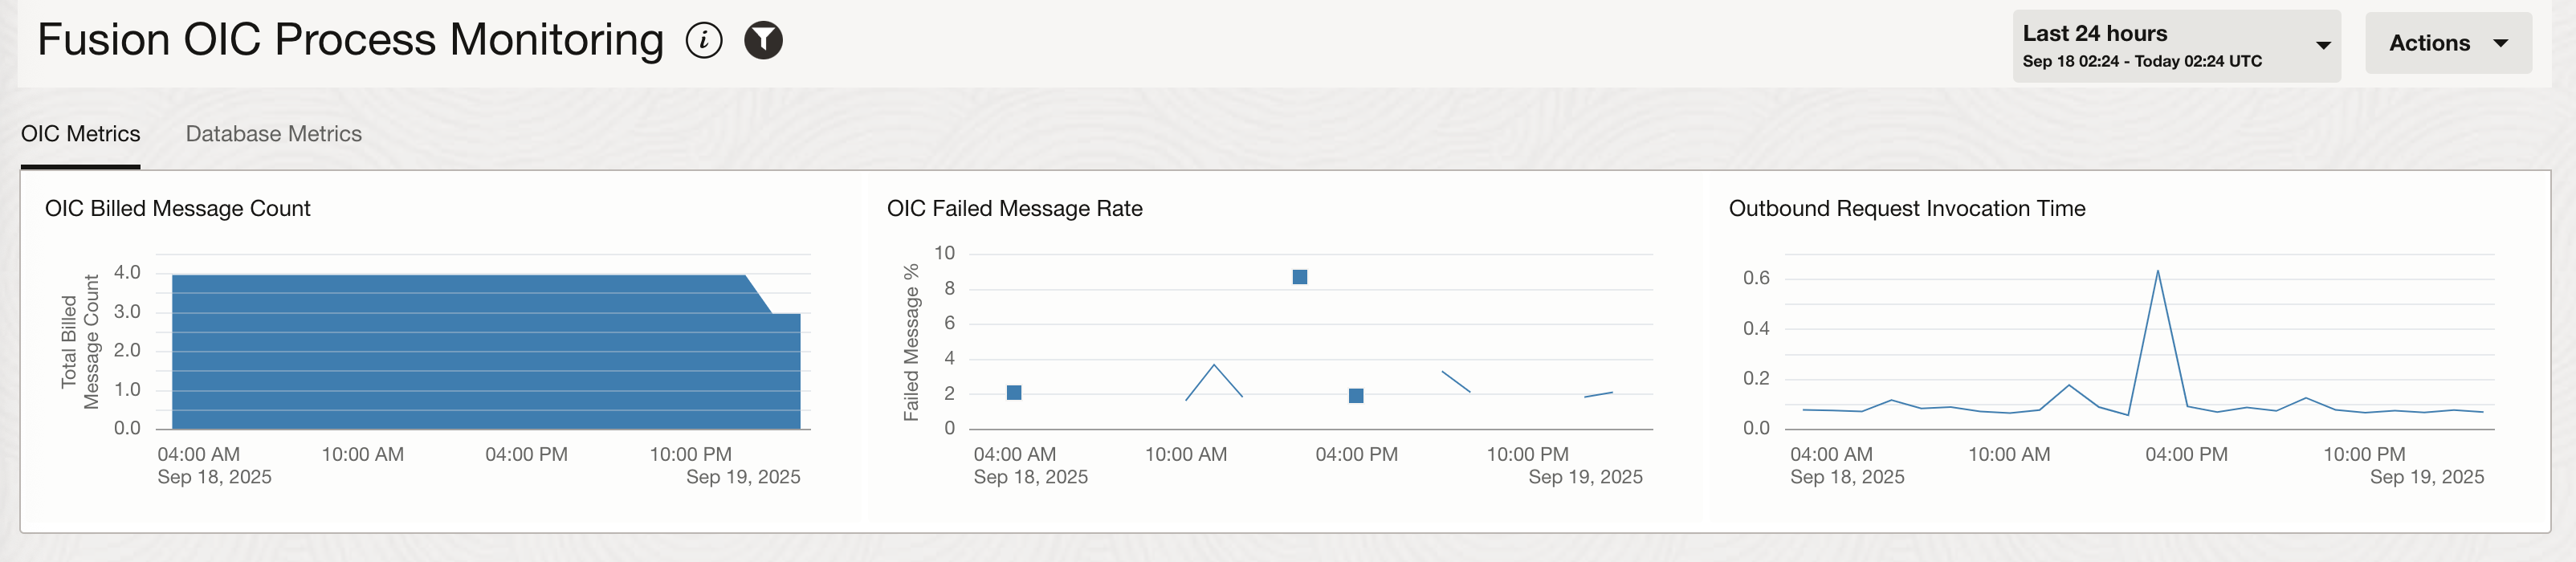 Fusion OIC Process Monitoring
Last 24 hours
Sep 18 02:24 - Today 02:24 UTC
Actions
OIC Metrics
Database Metrics
OIC Billed Message Count
Total Billed
Message Count
4.0
3.0
2.0
1.0
0.0
04:00 AM
10:00 AM
04:00 PM
10:00 PM
Sep 18, 2025
Sep 19, 2025
OIC Failed Message Rate
Failed Message %
10
8
6
4
2
0
04:00 AM
10:00 AM
04:00 PM
10:00 PM
Sep 18, 2025
Sep 19, 2025
Outbound Request Invocation Time
0.6
0.4
0.2
0.0
04:00 AM
10:00 AM
04:00 PM
10:00 PM
Sep 18, 2025
Sep 19, 2025